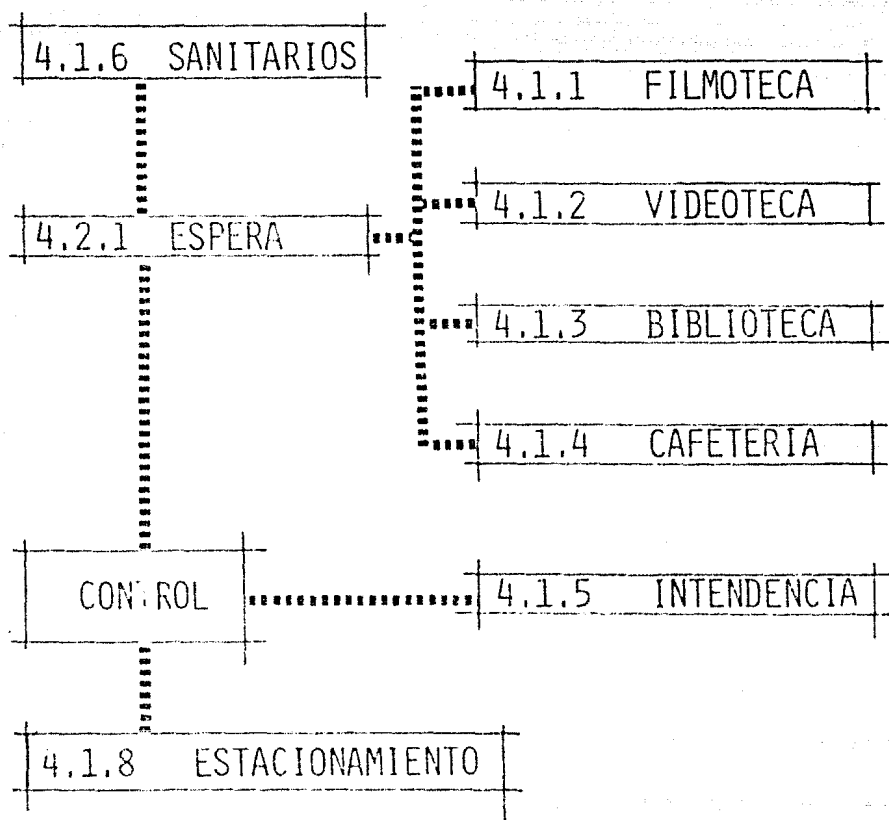 4.1.6 SANITARIOS
4.1.1 FILMOTECA
4.1.2 VIDEOTECA
4.2.1 ESPERA
4.1.3 BIBLIOTECA
4.1.4 CAFETERIA
CONTROL
4.1.5 INTENDENCIA
4.1.8 ESTACIONAMIENTO